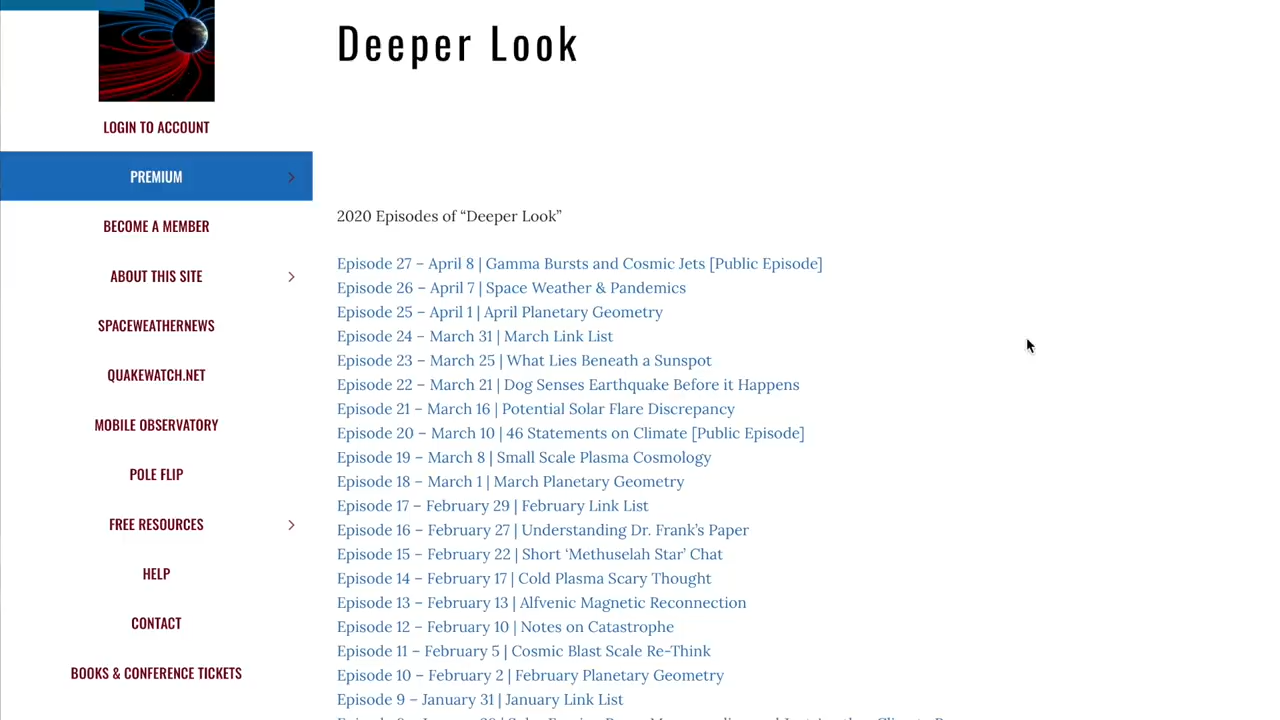 Deeper Look
LOGIN TO ACCOUNT
PREMIUM
BECOME A MEMBER
ABOUT THIS SITE
SPACEWEATHERNEWS
QUAKEWATCH.NET
MOBILE OBSERVATORY
POLE FLIP
FREE RESOURCES
HELP
CONTACT
BOOKS & CONFERENCE TICKETS
2020 Episodes of “Deeper Look”
Episode 27 – April 8 | Gamma Bursts and Cosmic Jets [Public Episode]
Episode 26 – April 7 | Space Weather & Pandemics
Episode 25 – April 1 | April Planetary Geometry
Episode 24 – March 31 | March Link List
Episode 23 – March 25 | What Lies Beneath a Sunspot
Episode 22 – March 21 | Dog Senses Earthquake Before it Happens
Episode 21 – March 16 | Potential Solar Flare Discrepancy
Episode 20 – March 10 | 46 Statements on Climate [Public Episode]
Episode 19 – March 8 | Small Scale Plasma Cosmology
Episode 18 – March 1 | March Planetary Geometry
Episode 17 – February 29 | February Link List
Episode 16 – February 27 | Understanding Dr. Frank’s Paper
Episode 15 – February 22 | Short ‘Methuselah Star’ Chat
Episode 14 – February 17 | Cold Plasma Scary Thought
Episode 13 – February 13 | Alfvenic Magnetic Reconnection
Episode 12 – February 10 | Notes on Catastrophe
Episode 11 – February 5 | Cosmic Blast Scale Re-Think
Episode 10 – February 2 | February Planetary Geometry
Episode 9 – January 31 | January Link List